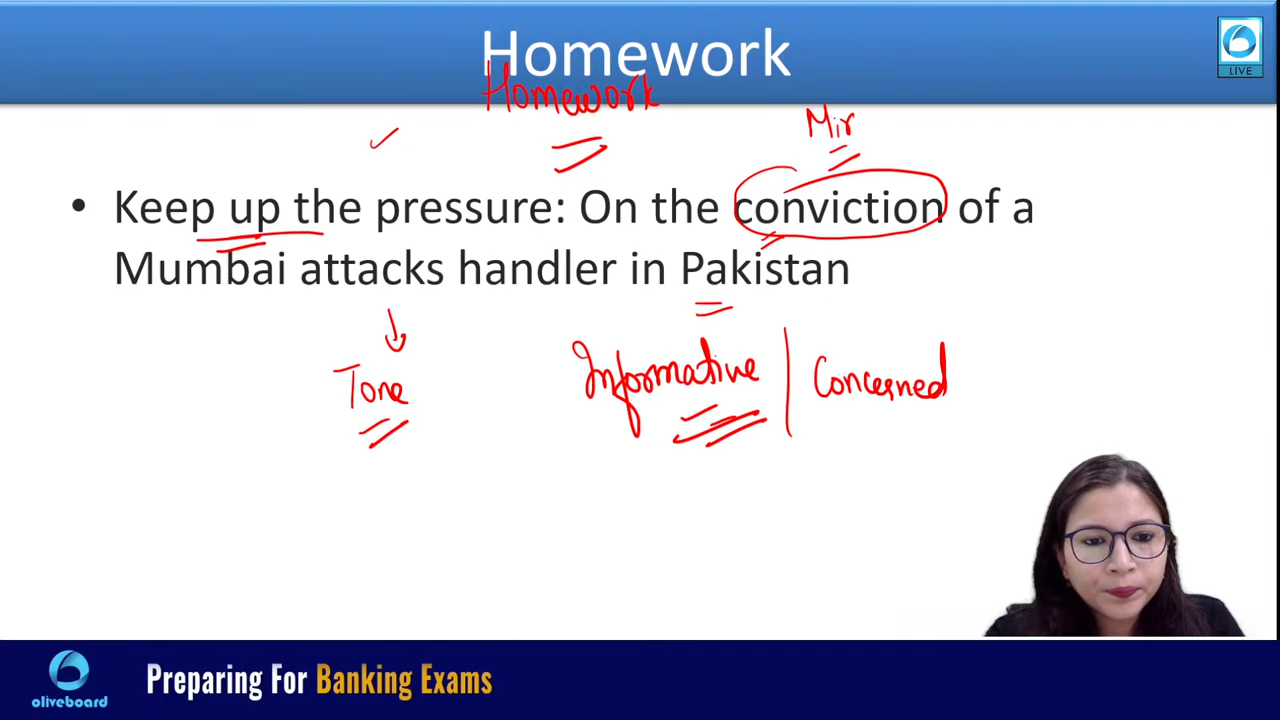 Homework
LIVE
Homework
Mir
• Keep up the pressure: On the conviction of a
Mumbai attacks handler in Pakistan
Tone
Informative | Concerned
oliveboard
Preparing For Banking Exams